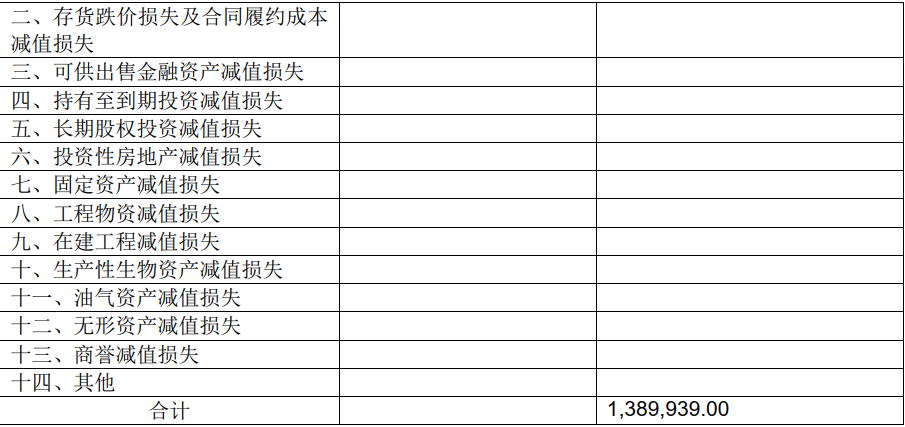 二、存货跌价损失及合同履约成本
减值损失
三、可供出售金融资产减值损失
四、持有至到期投资减值损失
五、长期股权投资减值损失
六、投资性房地产减值损失
七、固定资产减值损失
八、工程物资减值损失
九、在建工程减值损失
十、生产性生物资产减值损失
十一、油气资产减值损失
十二、无形资产减值损失
十三、商誉减值损失
十四、其他
合计 1,389,939.00